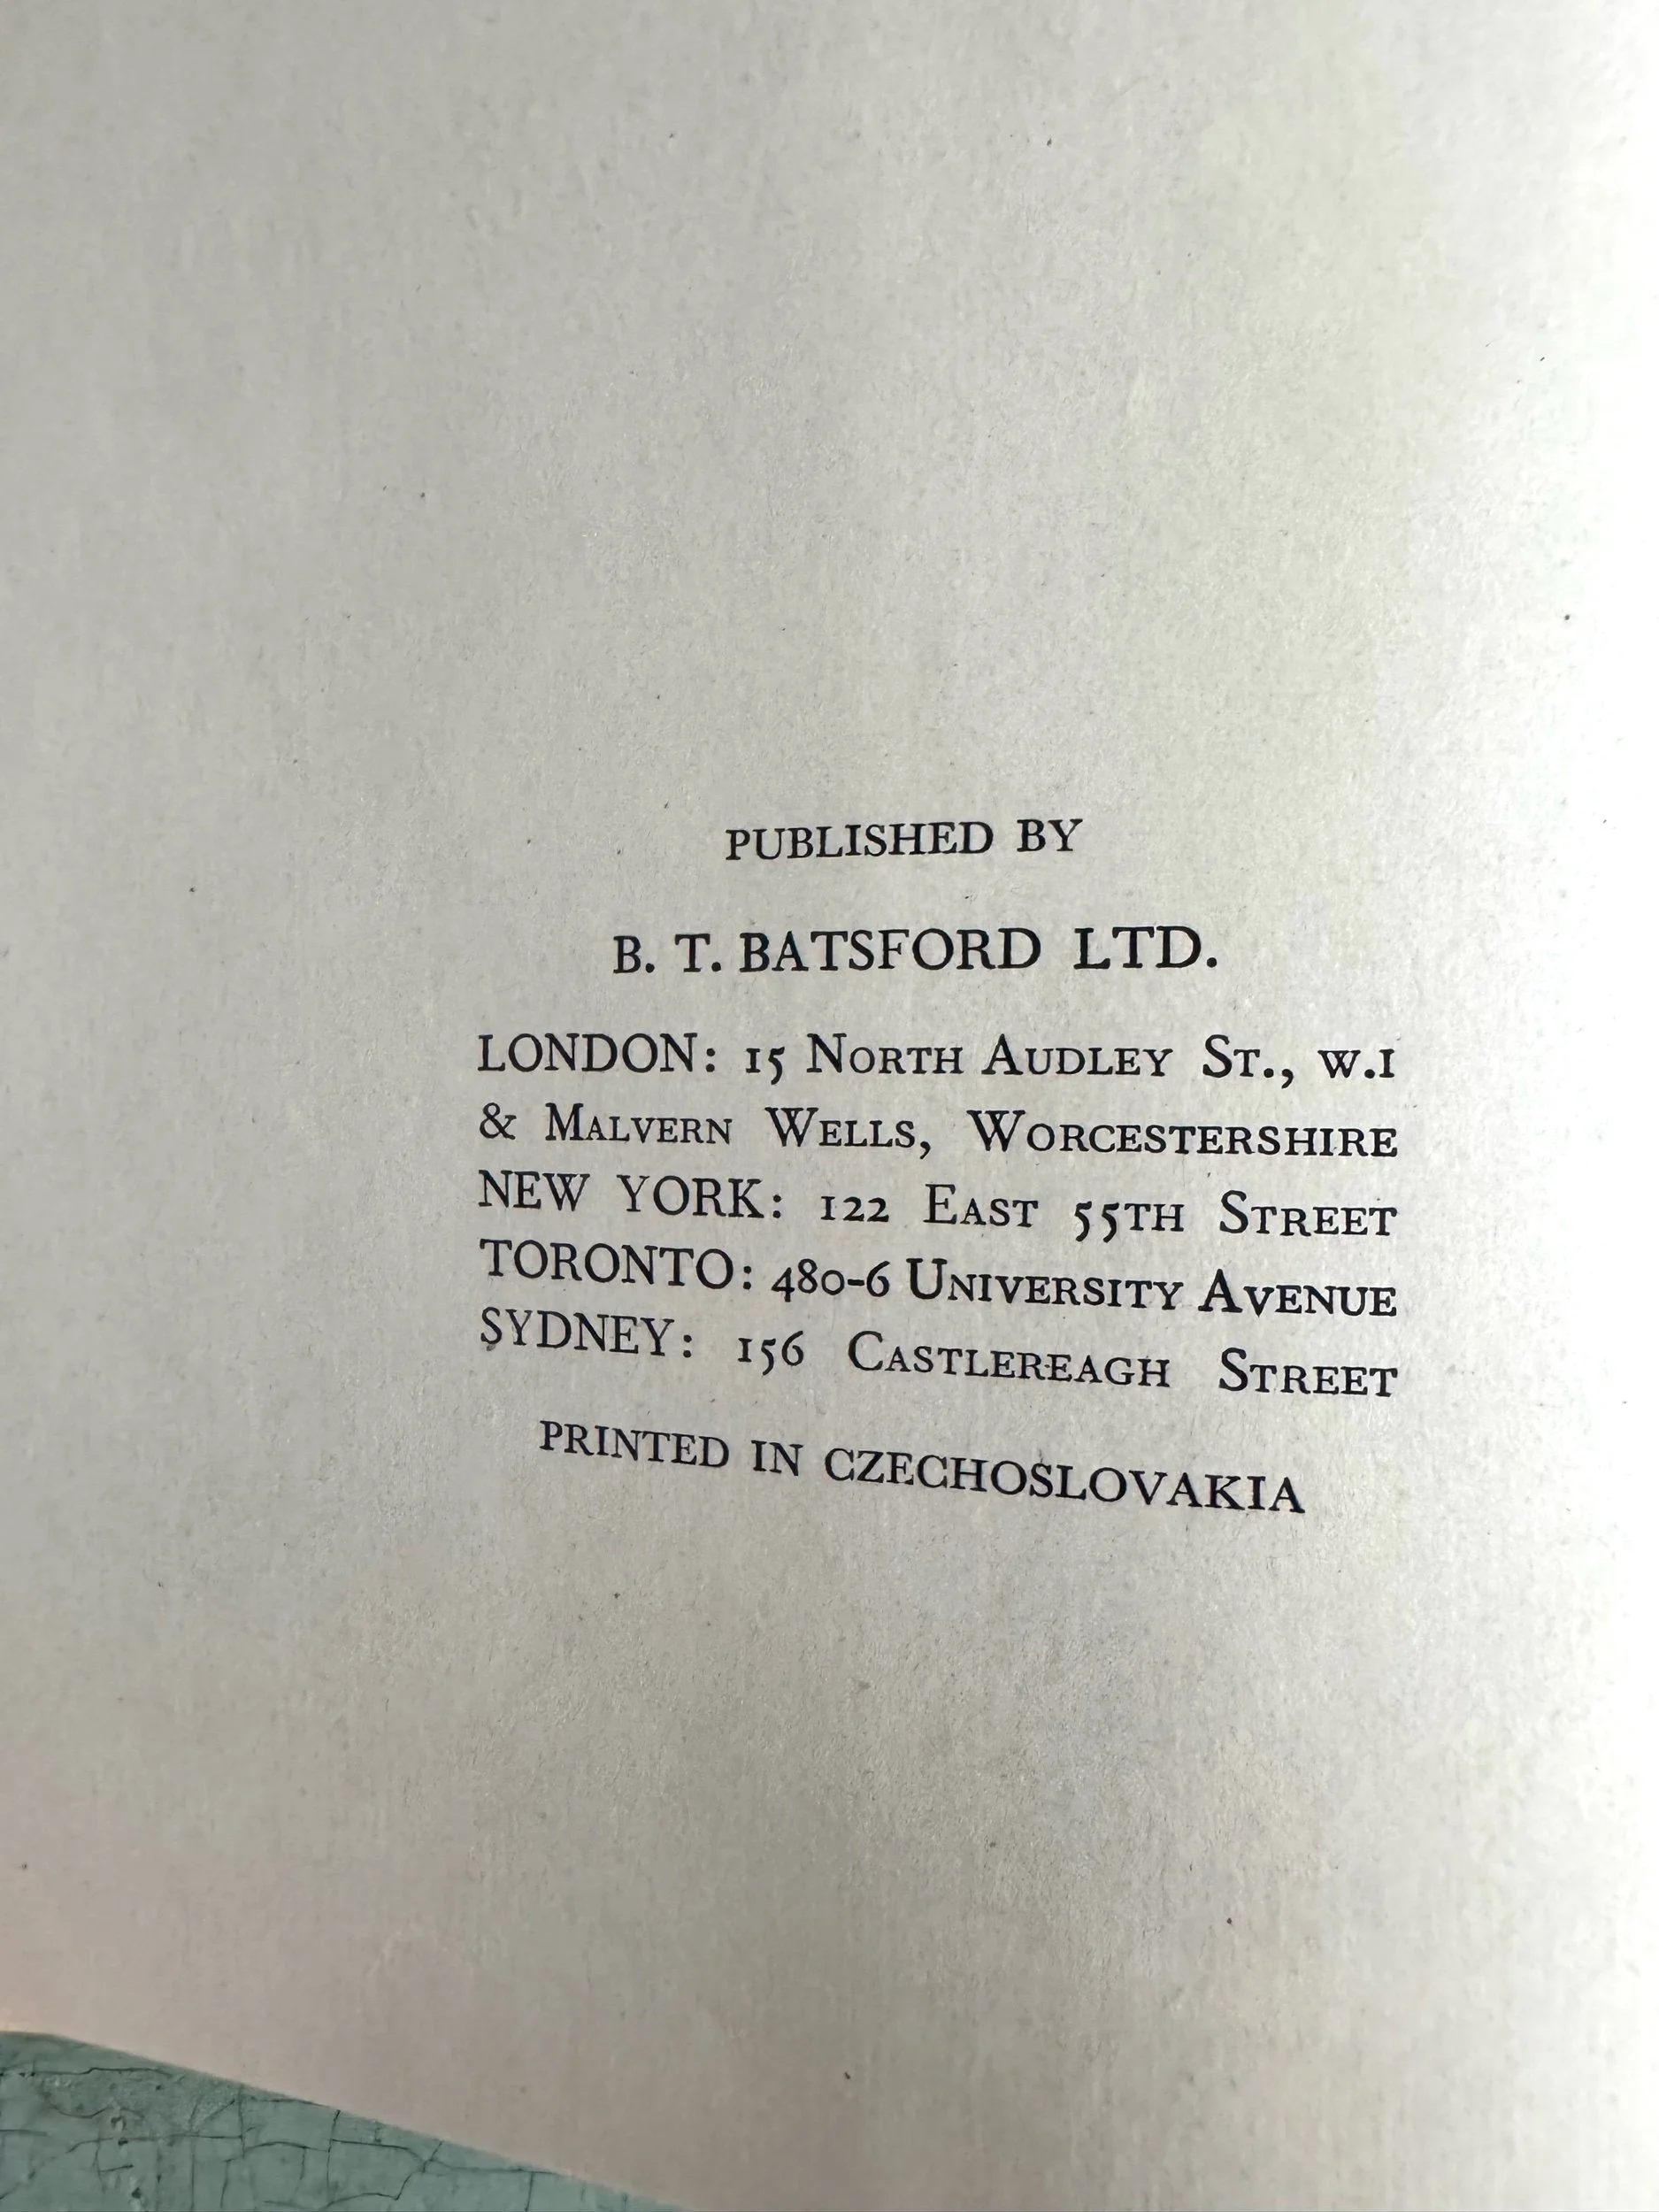 PUBLISHED BY
B. T. BATSFORD LTD.
LONDON: 15 NORTH AUDLEY ST., W.1
& MALVERN WELLS, WORCESTERSHIRE
NEW YORK: 122 EAST 55TH STREET
TORONTO: 480-6 UNIVERSITY AVENUE
SYDNEY: 156 CASTLEREAGH STREET
PRINTED IN CZECHOSLOVAKIA